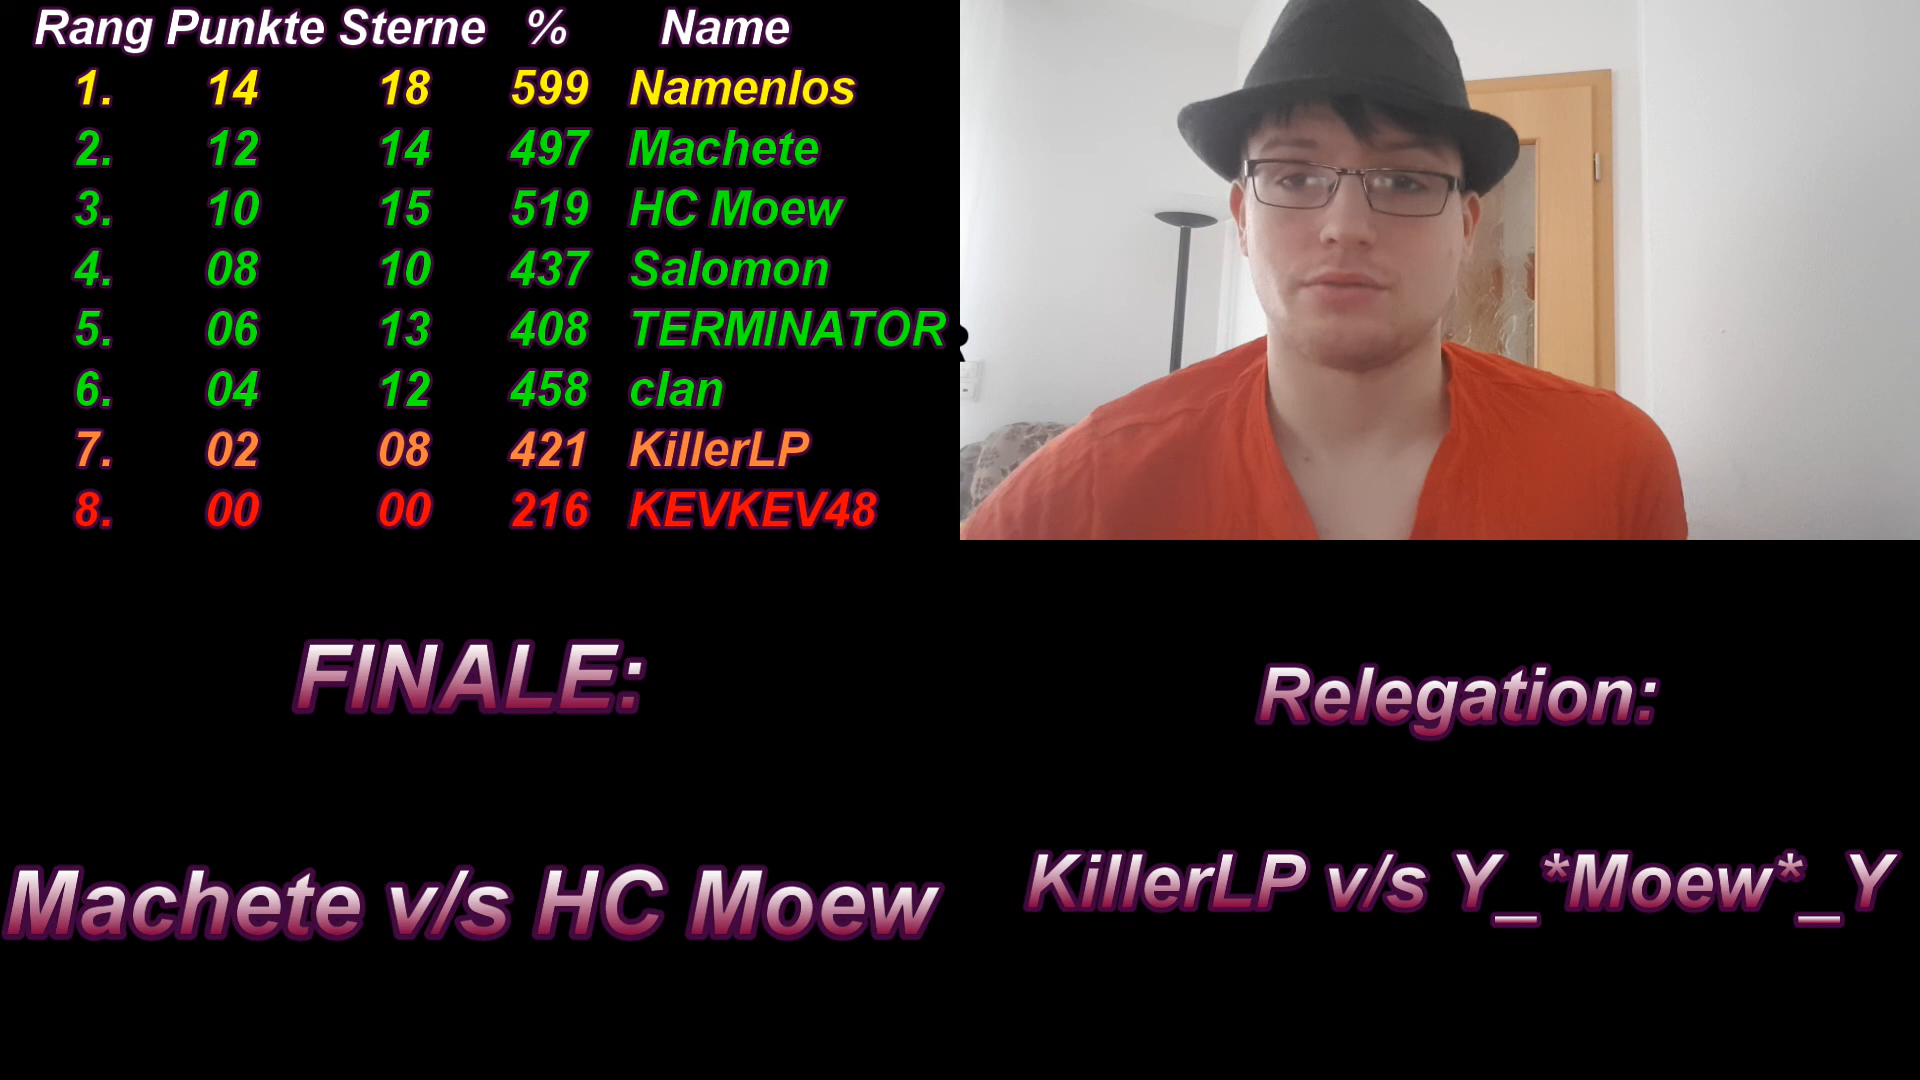 Rang Punkte Sterne % Name
1. 14 18 599 Namenlos
2. 12 14 497 Machete
3. 10 15 519 HC Moew
4. 08 10 437 Salomon
5. 06 13 408 TERMINATOR
6. 04 12 458 clan
7. 02 08 421 KillerLP
8. 00 00 216 KEVKEV48
FINALE:
Machete v/s HC Moew
Relegation:
KillerLP v/s Y_*Moew*_Y